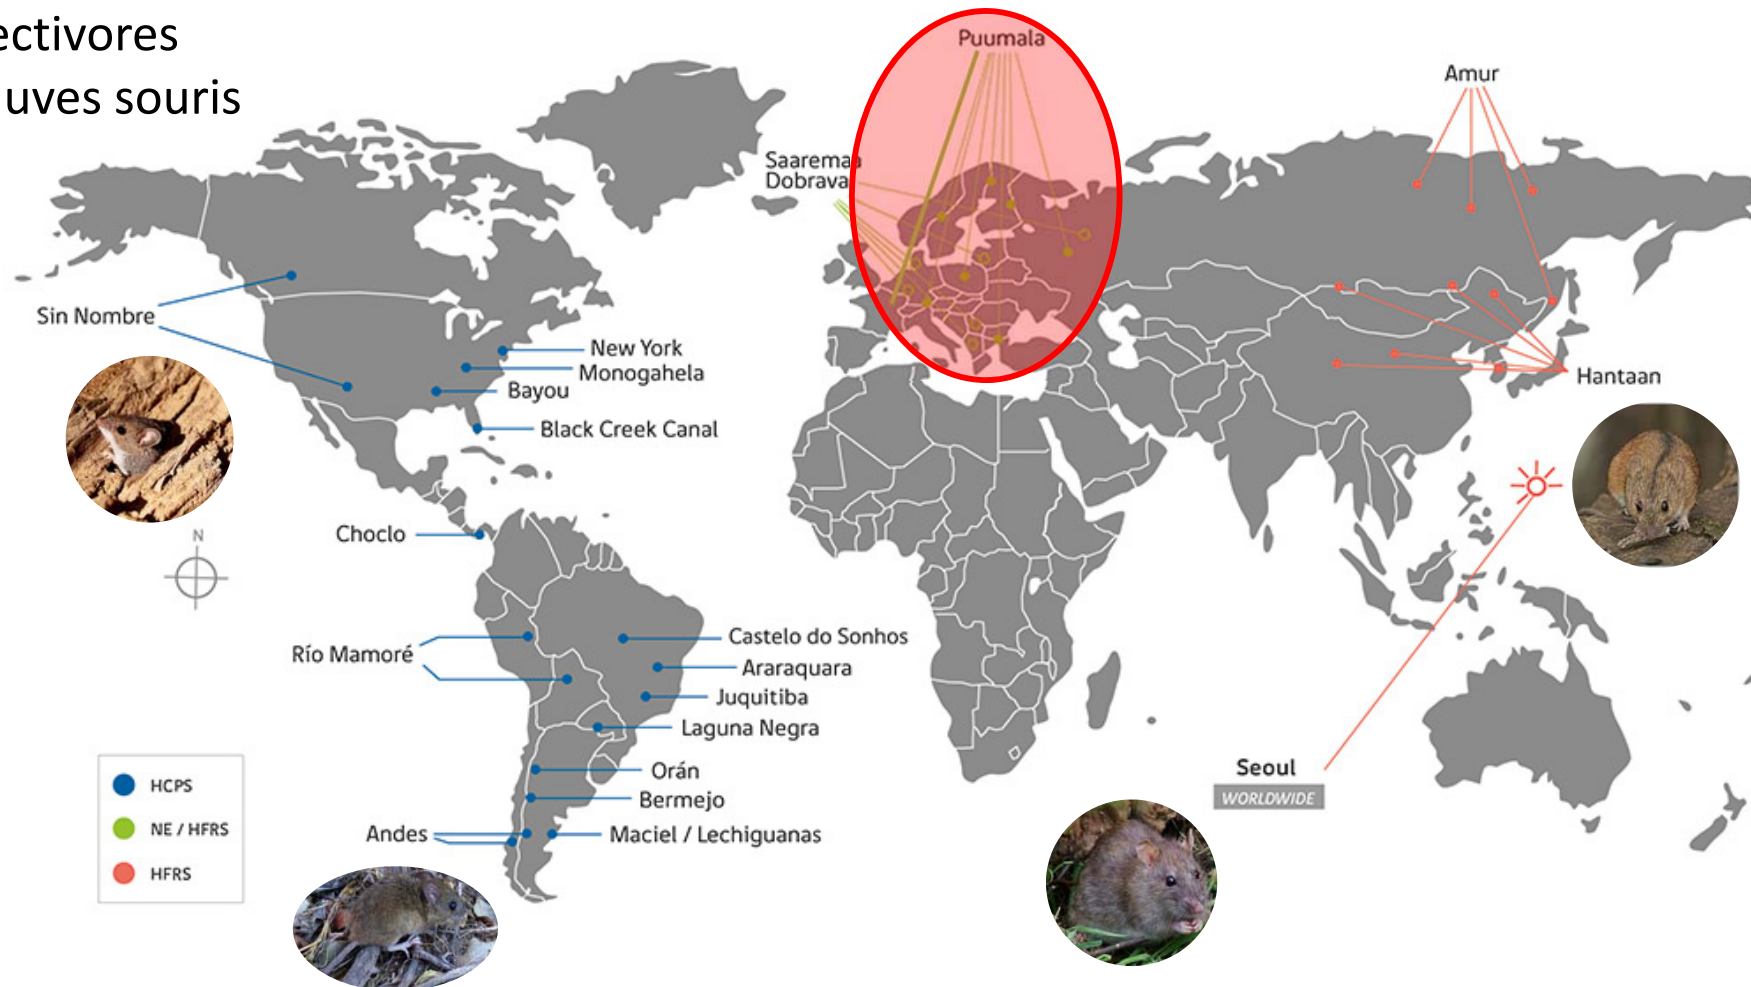 ectivores
uves souris
Puumala
Amur
Saaremaa
Dobrava
Sin Nombre
New York
Monogahela
Bayou
Black Creek Canal
Hantaan
Choclo
N
Río Mamoré
Castelo do Sonhos
Araraquara
Juquitiba
Laguna Negra
Orán
Bermejo
Andes
Maciel / Lechiguanas
Seoul
WORLDWIDE
HCPS
NE / HFRS
HFRS